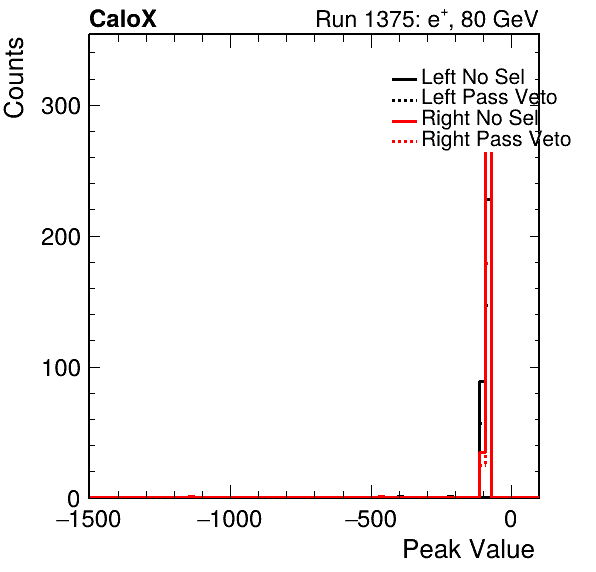 CaloX Run 1375: e+, 80 GeV
Counts
Left No Sel
Left Pass Veto
Right No Sel
Right Pass Veto
300
200
100
0
−1500 −1000 −500 0
Peak Value